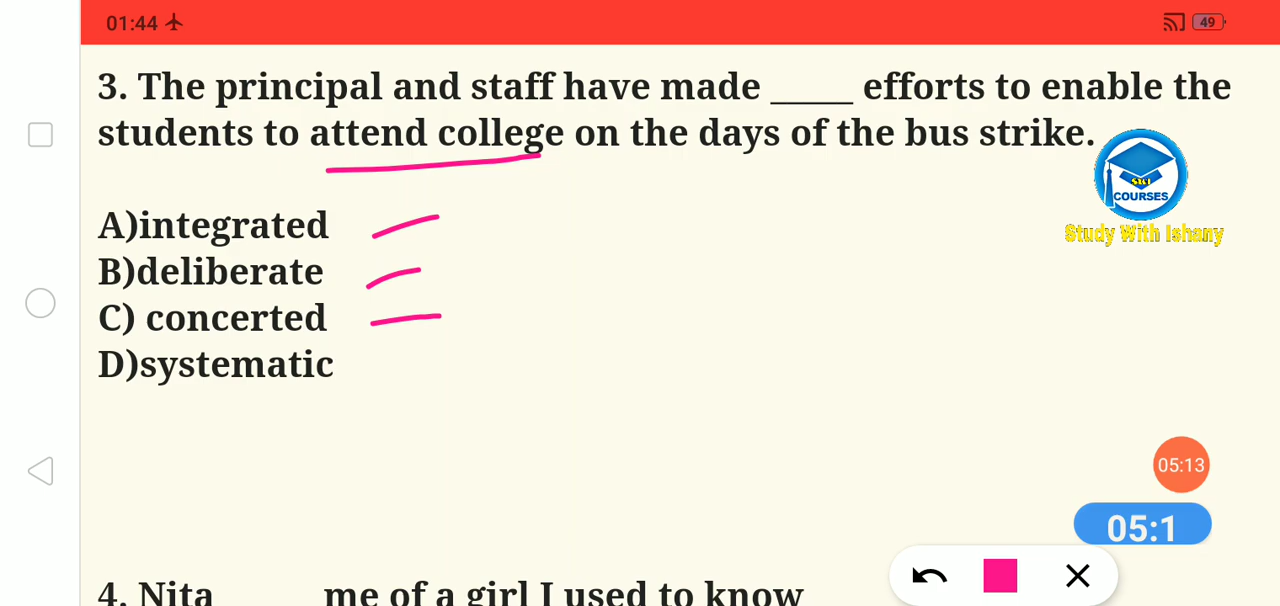 01:44
49
3. The principal and staff have made _____ efforts to enable the
students to attend college on the days of the bus strike.
SWI
COURSES
Study With Ishany
A)integrated
B)deliberate
C) concerted
D)systematic
05:13
05:1
4. Nita _____ me of a girl I used to know